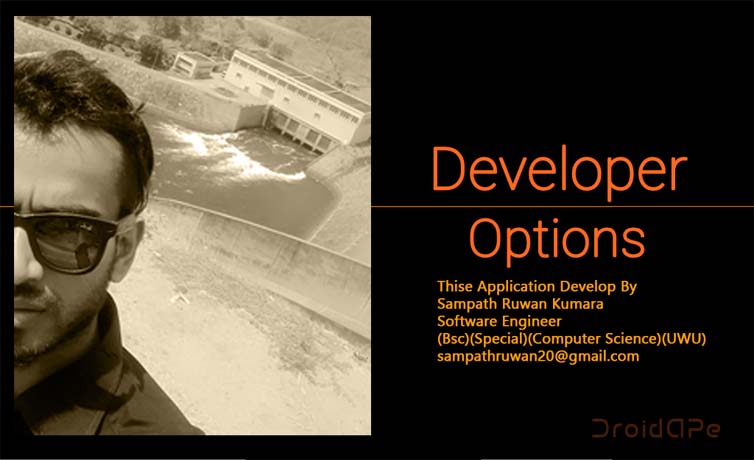 Developer
Options
Thise Application Develop By
Sampath Ruwan Kumara
Software Engineer
(Bsc)(Special)(Computer Science)(UWU)
sampathruwan20@gmail.com
DroidAPe